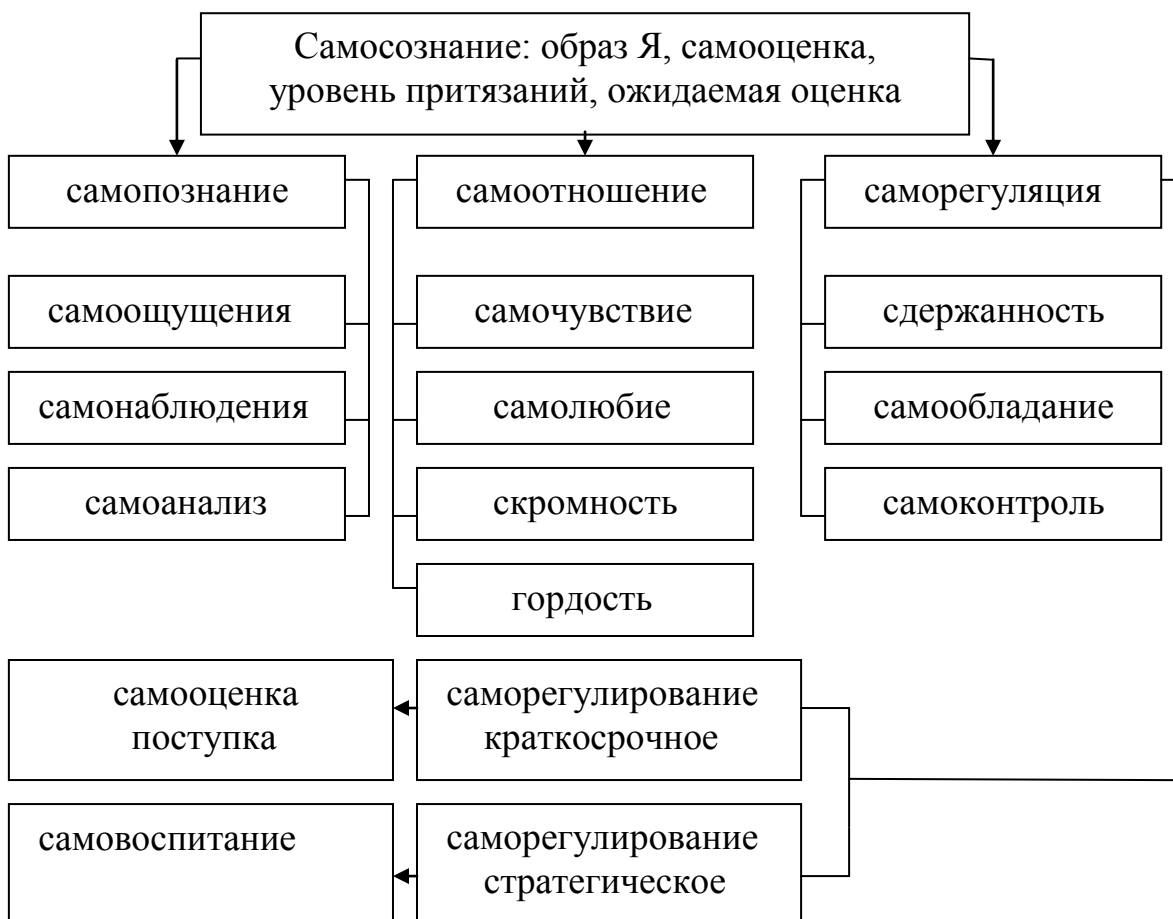 Самосознание: образ Я, самооценка,
уровень притязаний, ожидаемая оценка
самопознание
самоотношение
саморегуляция
самоощущения
самочувствие
сдержанность
самонаблюдения
самолюбие
самообладание
самоанализ
скромность
самоконтроль
гордость
самооценка
поступка
саморегулирование
краткосрочное
самовоспитание
саморегулирование
стратегическое